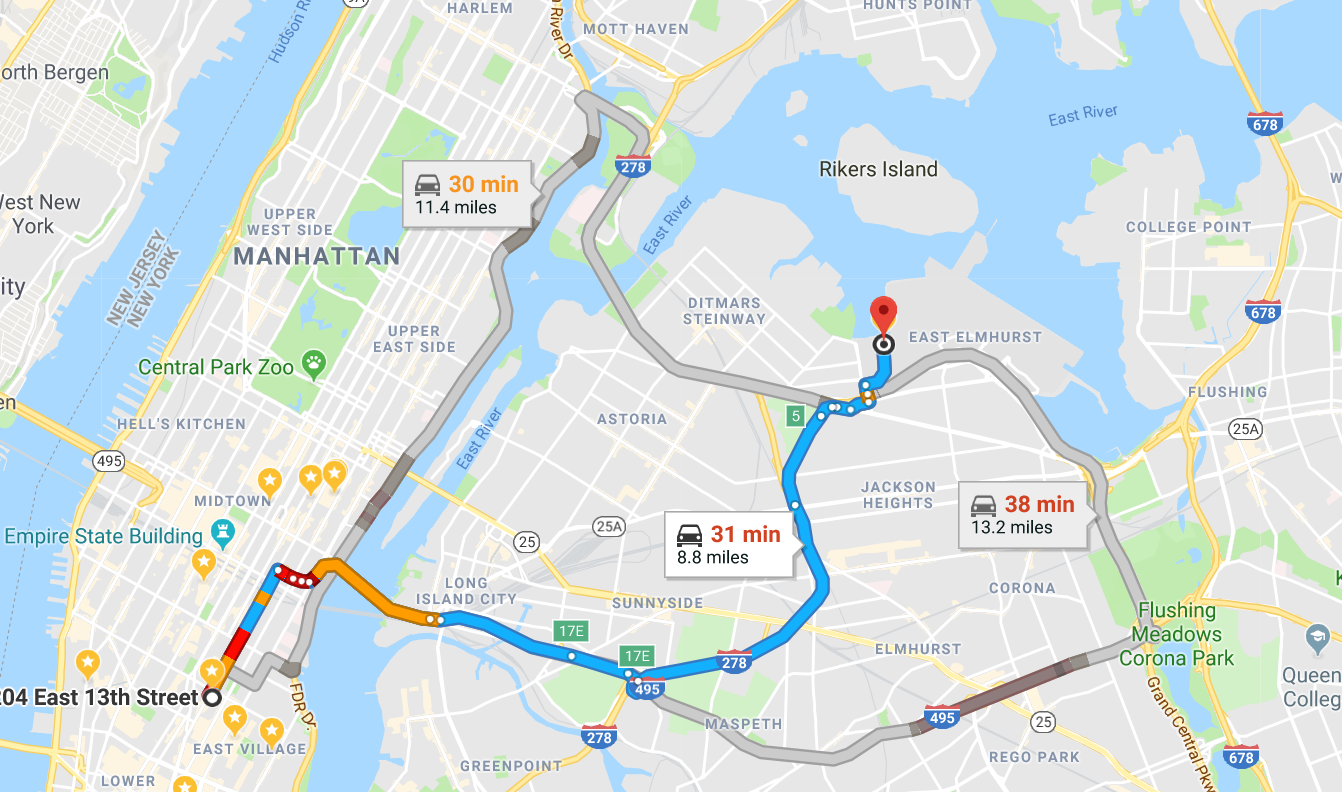 9A
HARLEM
Hudson R
n River Dr
MOTT HAVEN
HUNTS POINT
orth Bergen
East River
678
278
Rikers Island
30 min
11.4 miles
West New
York
UPPER
WEST SIDE
East River
COLLEGE POINT
MANHATTAN
NEW JERSEY
NEW YORK
ity
DITMARS
STEINWAY
678
UPPER
EAST SIDE
EAST ELMHURST
Central Park Zoo
FLUSHING
en
HELL'S KITCHEN
5
ASTORIA
25A
East River
495
MIDTOWN
JACKSON
HEIGHTS
38 min
13.2 miles
Empire State Building
25A
25
31 min
8.8 miles
LONG
ISLAND CITY
SUNNYSIDE
CORONA
Flushing
Meadows
Corona Park
17E
17E
278
ELMHURST
Queen
Colleg
204 East 13th Street
495
FDR Dr
495
25
Grand Central Pkwy
MASPETH
278
EAST VILLAGE
REGO PARK
678
GREENPOINT
LOWER